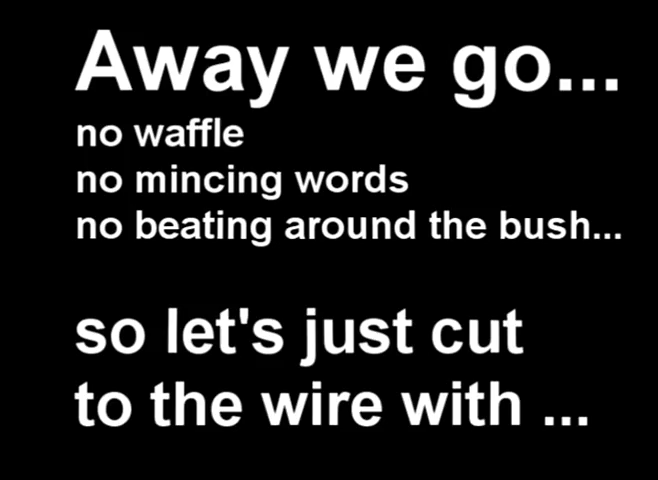 Away we go...
no waffle
no mincing words
no beating around the bush...
so let's just cut
to the wire with ...